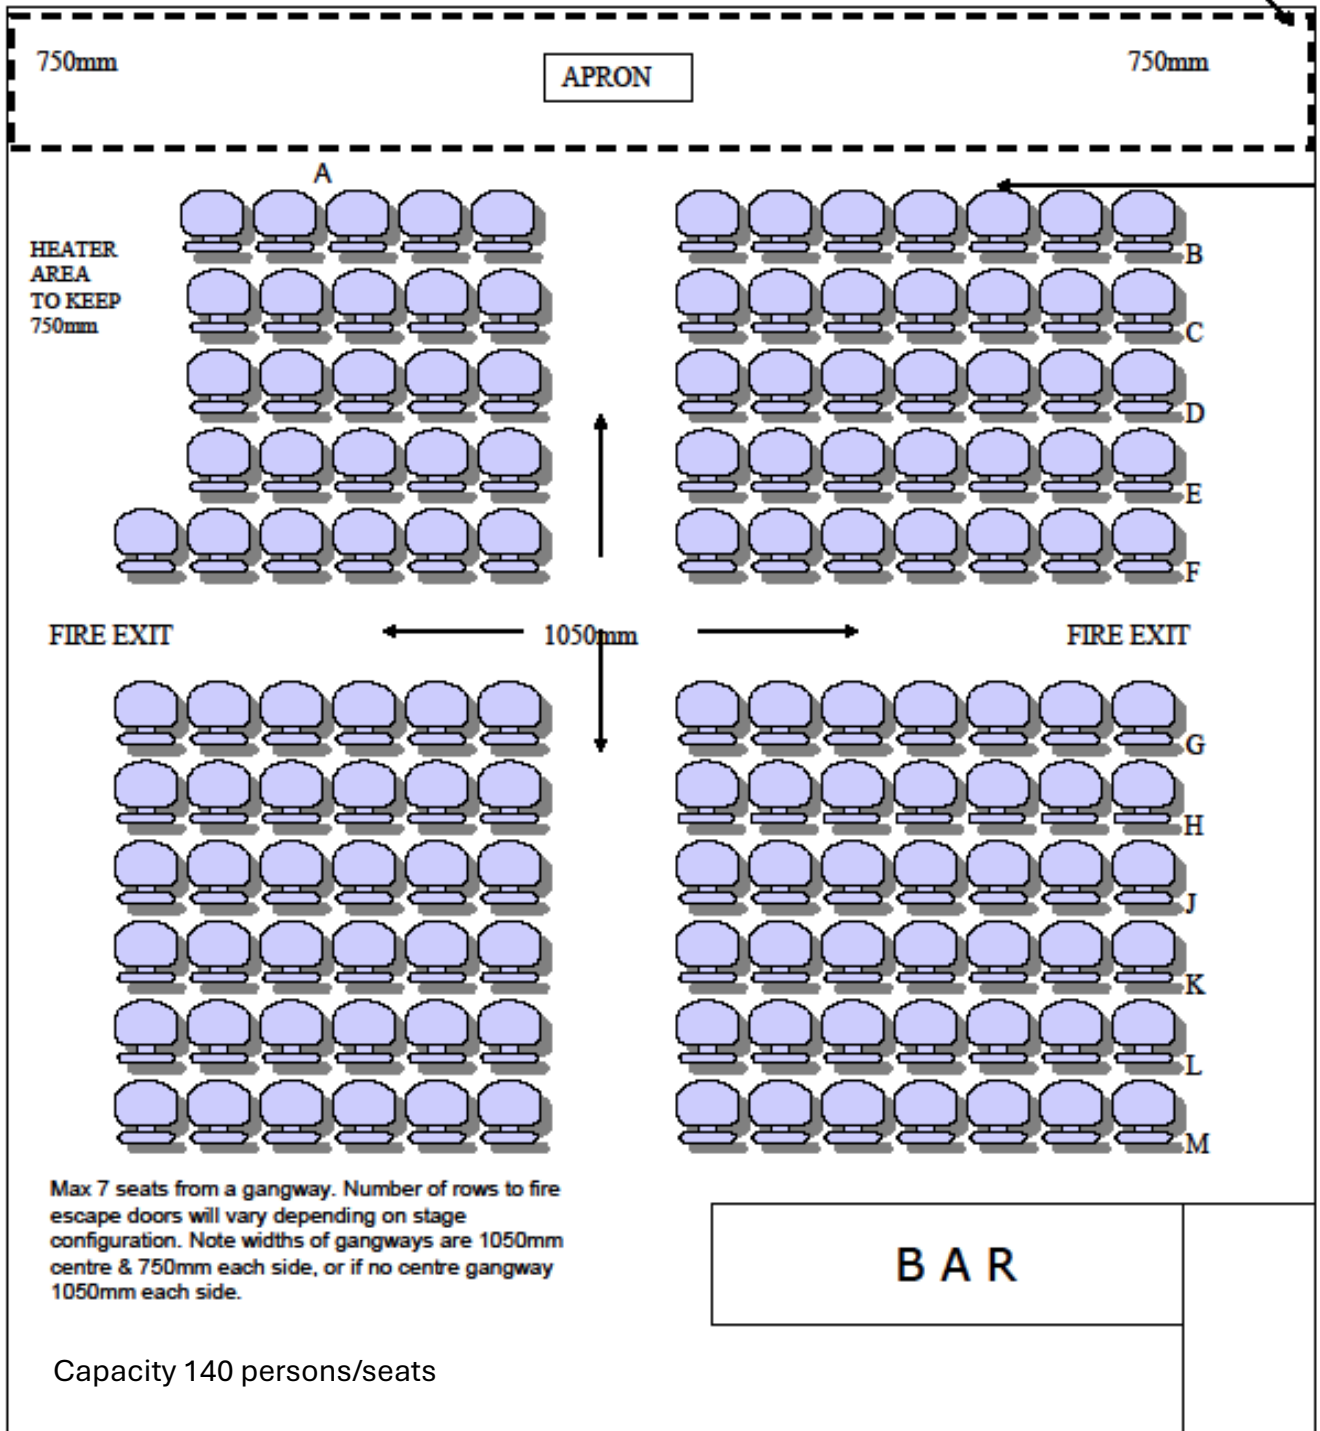 750mm
APRON
750mm
A
HEATER
AREA
TO KEEP
750mm
B
C
D
E
F
FIRE EXIT
1050mm
FIRE EXIT
G
H
J
K
L
M
Max 7 seats from a gangway. Number of rows to fire
escape doors will vary depending on stage
configuration. Note widths of gangways are 1050mm
centre & 750mm each side, or if no centre gangway
1050mm each side.
B A R
Capacity 140 persons/seats